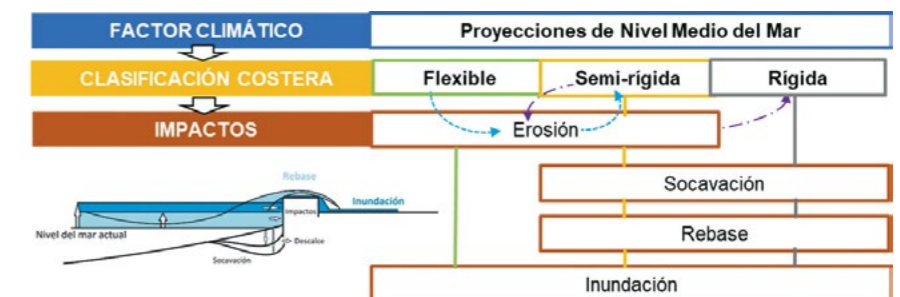 FACTOR CLIMÁTICO
Proyecciones de Nivel Medio del Mar
CLASIFICACIÓN COSTERA
Flexible
Semi-rígida
Rígida
IMPACTOS
Erosión
Socavación
Rebase
Inundación
Rebase
Inundación
Impactos
Nivel del mar actual
Descalce
Socavación